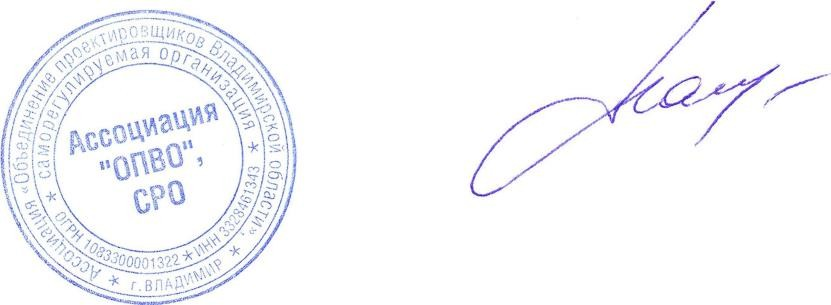 Ассоциация «Объединение проектировщиков Владимирской области»,
* саморегулируемая организация *
Ассоциация
"ОПВО",
СРО
ОГРН 1083300001322 * ИНН 3328461343
* г. ВЛАДИМИР *